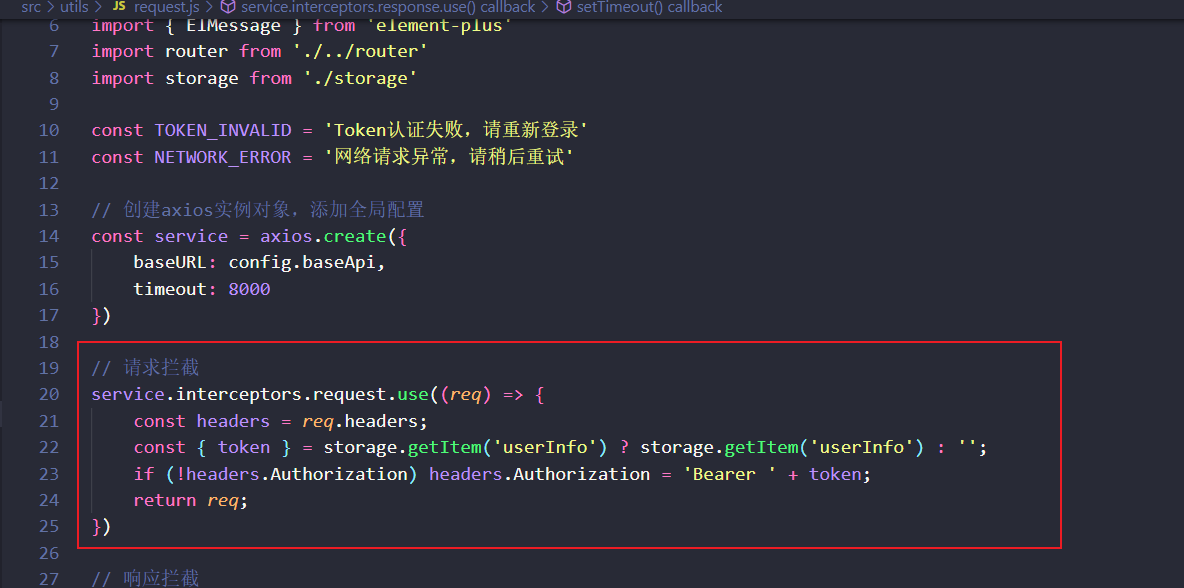 src > utils > JS request.js > service.interceptors.response.use() callback > setTimeout() callback
6 import { ElMessage } from 'element-plus'
7 import router from './../router'
8 import storage from './storage'
9
10 const TOKEN_INVALID = 'Token认证失败，请重新登录'
11 const NETWORK_ERROR = '网络请求异常，请稍后重试'
12
13 // 创建axios实例对象，添加全局配置
14 const service = axios.create({
15 baseURL: config.baseApi,
16 timeout: 8000
17 })
18
19 // 请求拦截
20 service.interceptors.request.use((req) => {
21 const headers = req.headers;
22 const { token } = storage.getItem('userInfo') ? storage.getItem('userInfo') : '';
23 if (!headers.Authorization) headers.Authorization = 'Bearer ' + token;
24 return req;
25 })
26
27 // 响应拦截